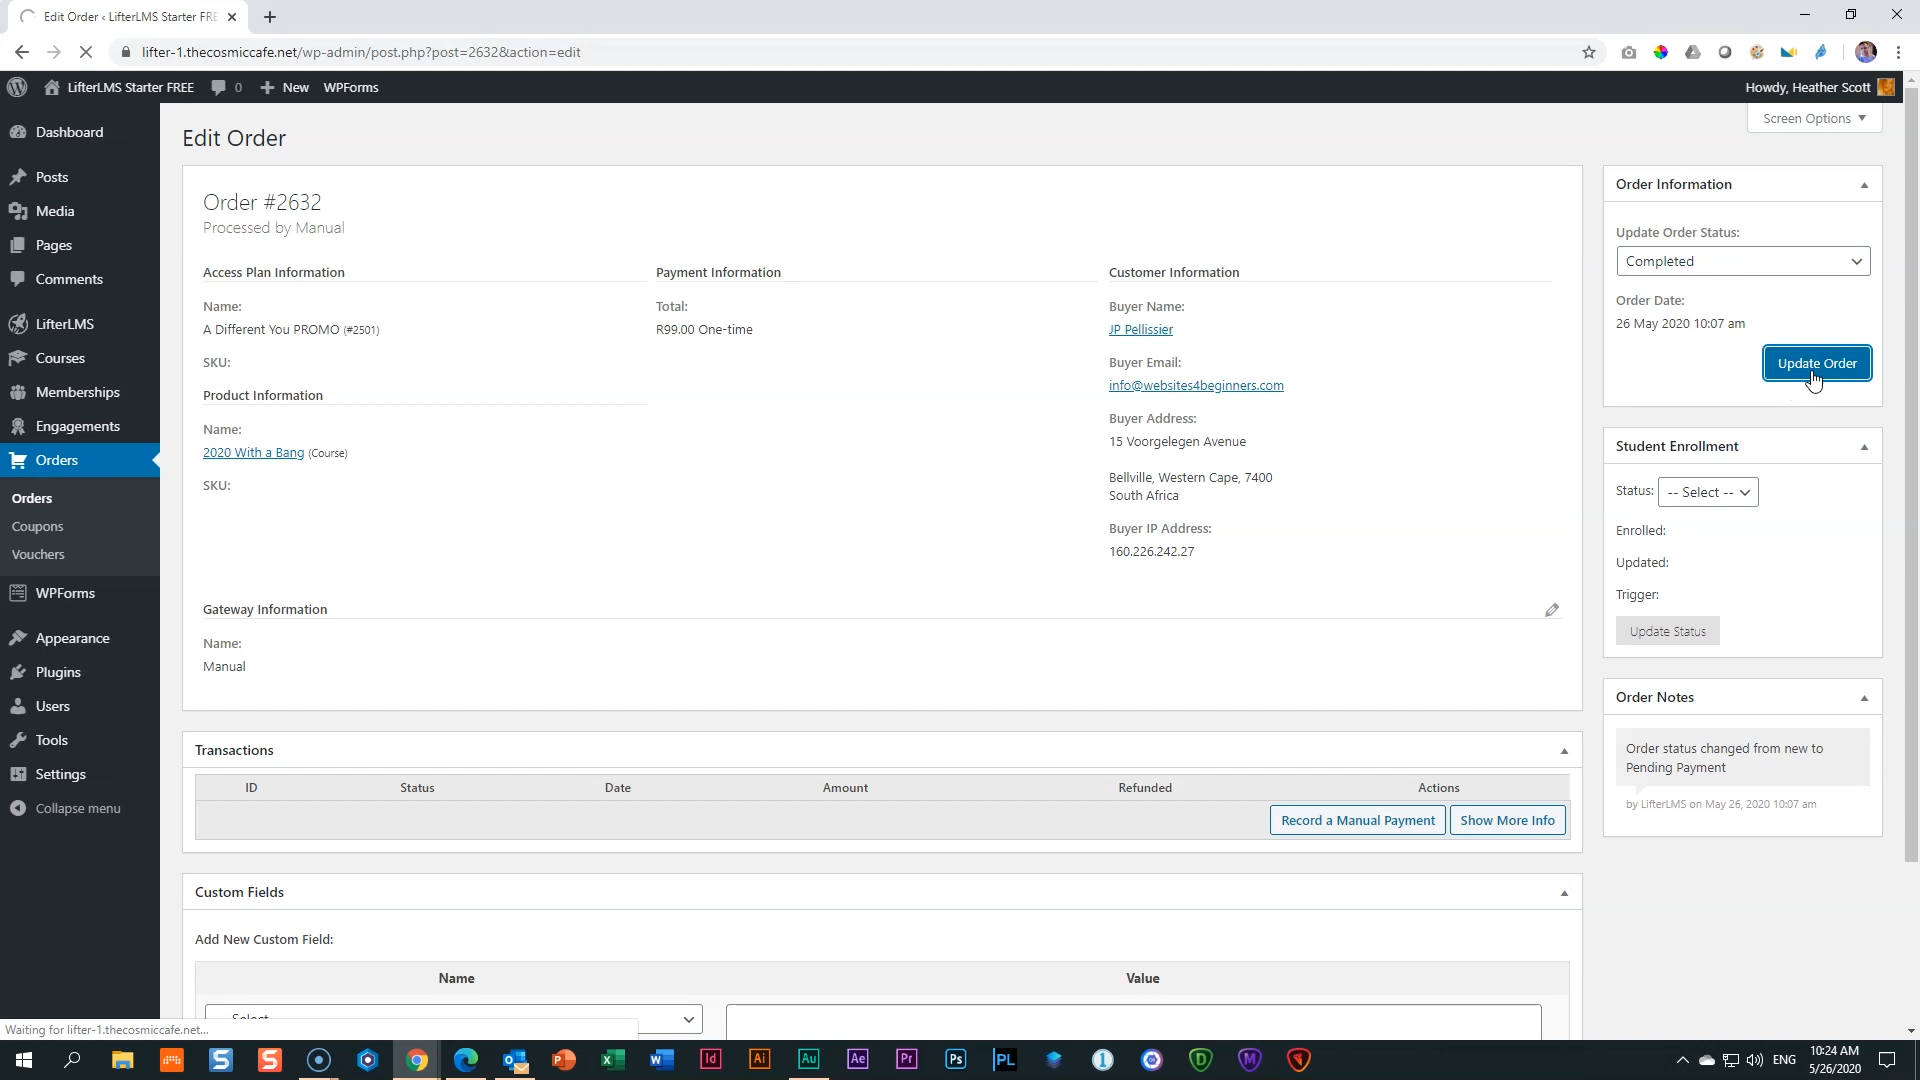 Edit Order ‹ LifterLMS Starter FRE
lifter-1.thecosmiccafe.net/wp-admin/post.php?post=2632&action=edit
LifterLMS Starter FREE
0
New
WPForms
Howdy, Heather Scott
Screen Options
Dashboard
Posts
Media
Pages
Comments
LifterLMS
Courses
Memberships
Engagements
Orders
Orders
Coupons
Vouchers
WPForms
Appearance
Plugins
Users
Tools
Settings
Collapse menu
Edit Order
Order #2632
Processed by Manual
Access Plan Information
Name:
A Different You PROMO (#2501)
SKU:
Product Information
Name:
2020 With a Bang (Course)
SKU:
Payment Information
Total:
R99.00 One-time
Customer Information
Buyer Name:
JP Pellissier
Buyer Email:
info@websites4beginners.com
Buyer Address:
15 Voorgelegen Avenue
Bellville, Western Cape, 7400
South Africa
Buyer IP Address:
160.226.242.27
Gateway Information
Name:
Manual
Transactions
ID Status Date Amount Refunded Actions
Record a Manual Payment
Show More Info
Custom Fields
Add New Custom Field:
Name Value
Select
Order Information
Update Order Status:
Completed
Order Date:
26 May 2020 10:07 am
Update Order
Student Enrollment
Status: -- Select --
Enrolled:
Updated:
Trigger:
Update Status
Order Notes
Order status changed from new to
Pending Payment
by LifterLMS on May 26, 2020 10:07 am
Waiting for lifter-1.thecosmiccafe.net...
Id
Ai
Au
Ae
Pr
Ps
PL
ENG
10:24 AM
5/26/2020